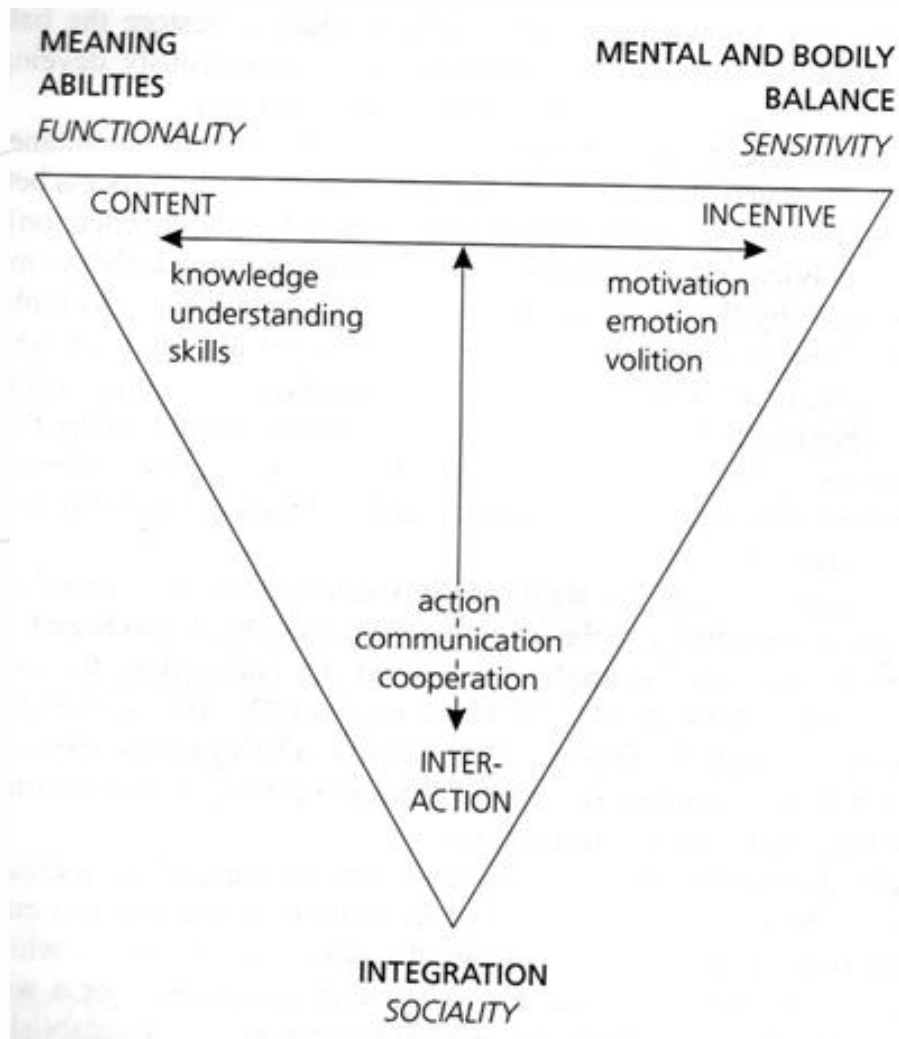 MEANING
ABILITIES
FUNCTIONALITY
MENTAL AND BODILY
BALANCE
SENSITIVITY
CONTENT
INCENTIVE
knowledge
understanding
skills
motivation
emotion
volition
action
communication
cooperation
INTER-
ACTION
INTEGRATION
SOCIALITY